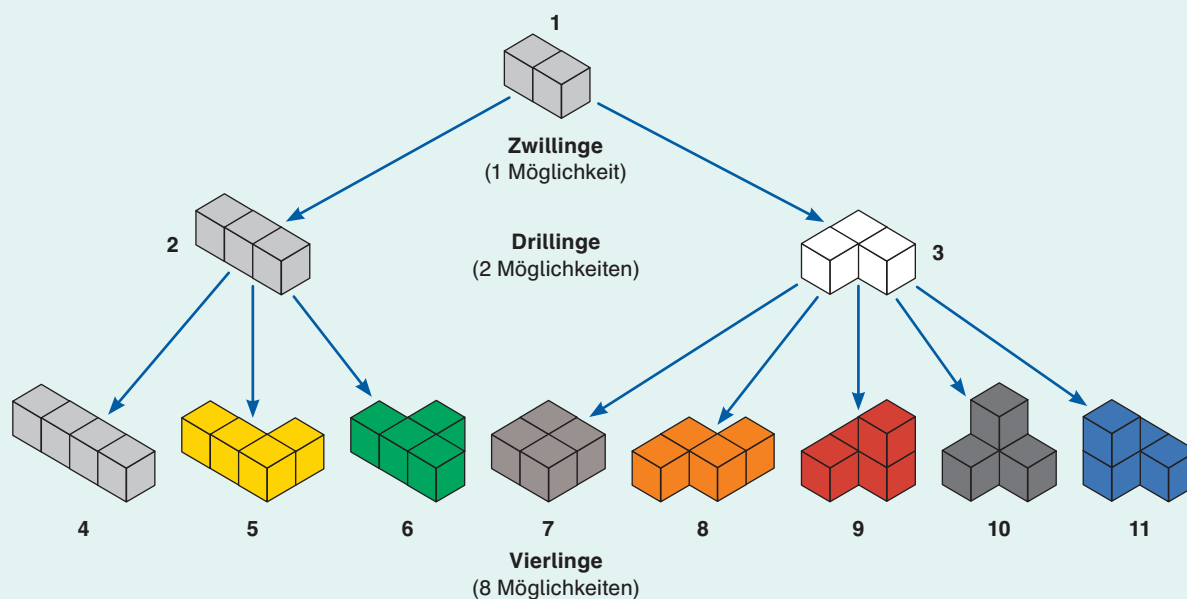 1
Zwillinge
(1 Möglichkeit)
2
Drillinge
(2 Möglichkeiten)
3
4
5
6
7
8
9
10
11
Vierlinge
(8 Möglichkeiten)